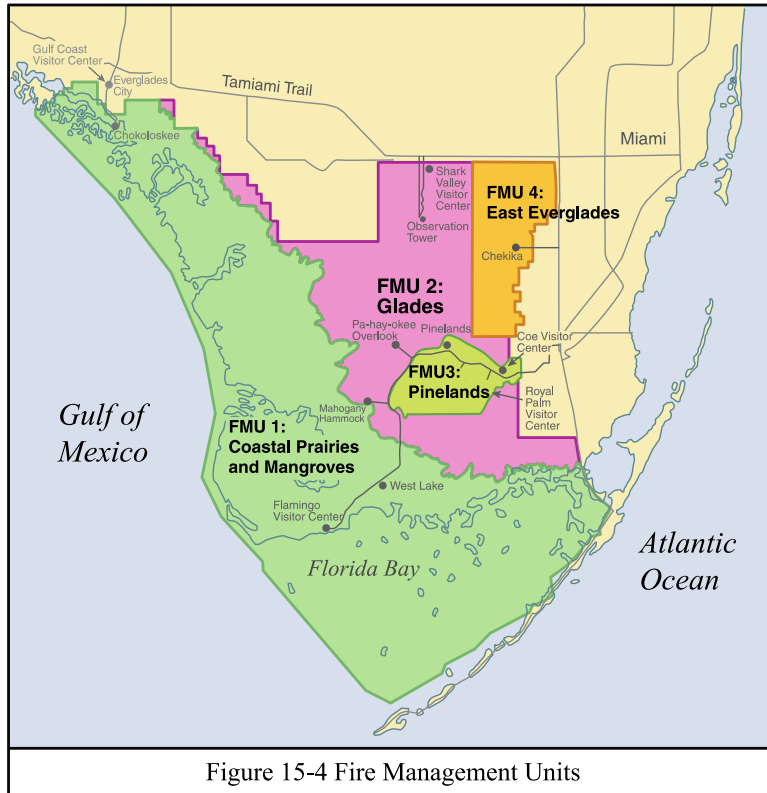 Gulf Coast
Visitor Center
Everglades
City
Tamiami Trail
Chokoloskee
Miami
Shark
Valley
Visitor
Center
FMU 4:
East Everglades
Observation
Tower
Chekika
FMU 2:
Glades
Pa-hay-okee
Overlook
Pinelands
Coe Visitor
Center
FMU3:
Pinelands
Royal
Palm
Visitor
Center
Mahogany
Hammock
Gulf of
Mexico
FMU 1:
Coastal Prairies
and Mangroves
West Lake
Flamingo
Visitor Center
Florida Bay
Atlantic
Ocean
Figure 15-4 Fire Management Units